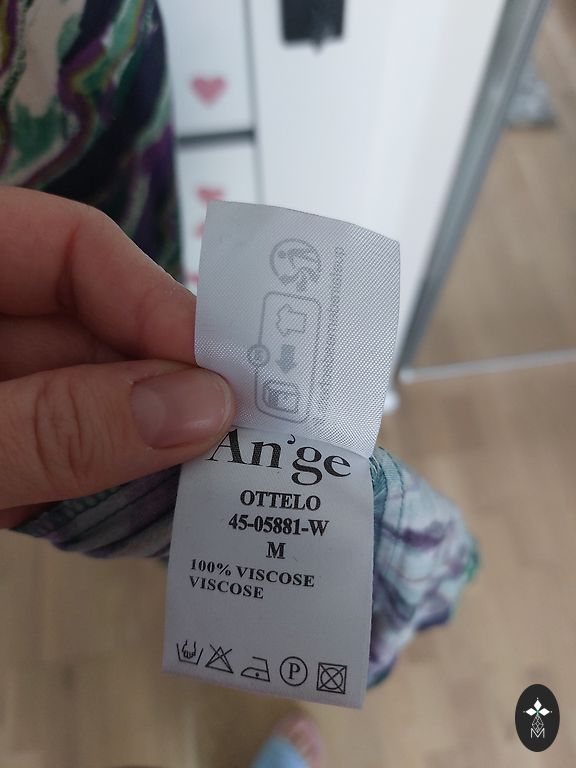 An'ge
OTTELO
45-05881-W
M
100% VISCOSE
VISCOSE
P
M